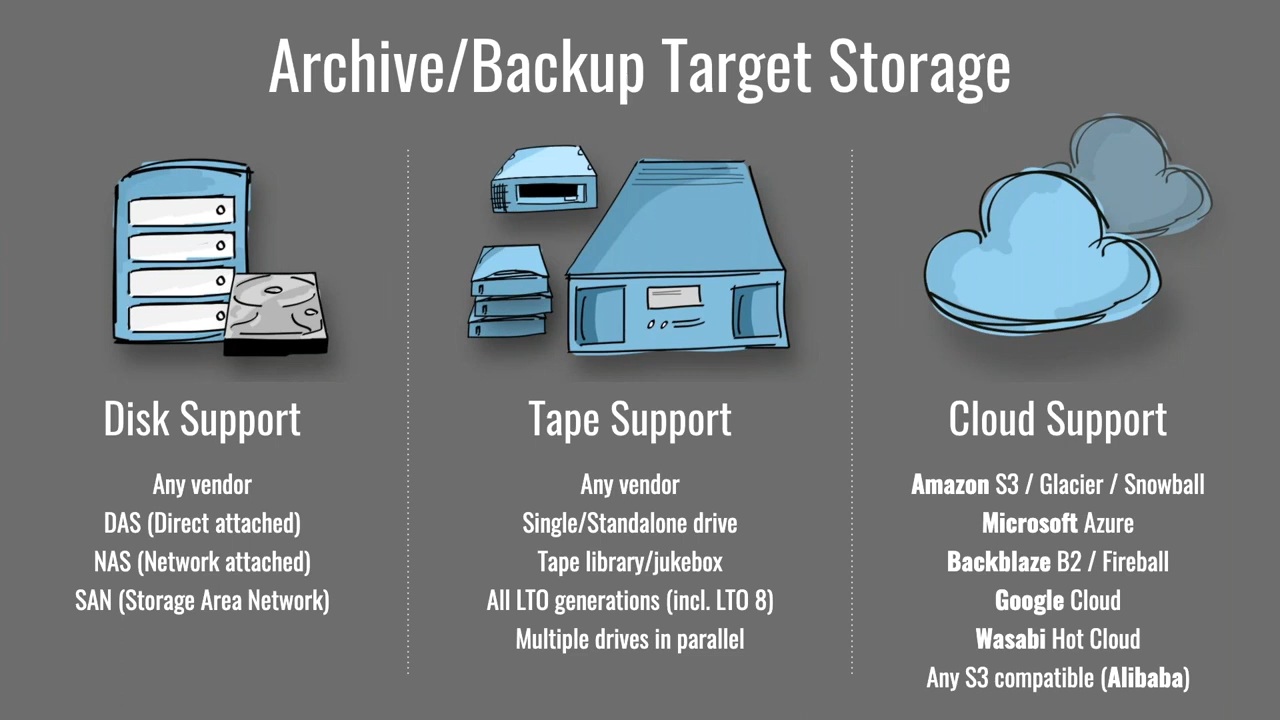 Archive/Backup Target Storage
Disk Support
Any vendor
DAS (Direct attached)
NAS (Network attached)
SAN (Storage Area Network)
Tape Support
Any vendor
Single/Standalone drive
Tape library/jukebox
All LTO generations (incl. LTO 8)
Multiple drives in parallel
Cloud Support
Amazon S3 / Glacier / Snowball
Microsoft Azure
Backblaze B2 / Fireball
Google Cloud
Wasabi Hot Cloud
Any S3 compatible (Alibaba)